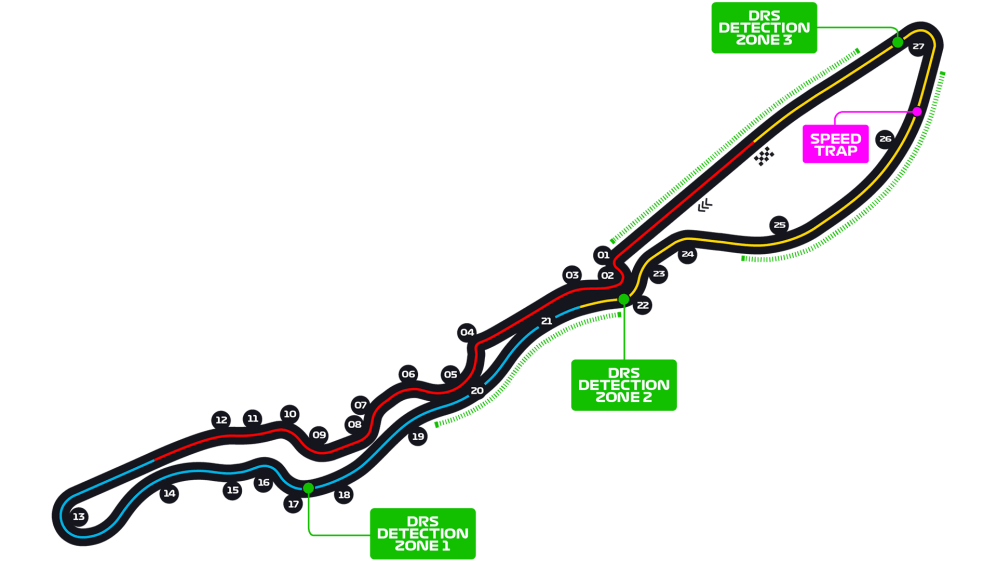 DRS
DETECTION
ZONE 3
27
SPEED
TRAP
26
25
01
24
03
02
23
22
21
04
DRS
DETECTION
ZONE 2
06
05
20
07
08
10
12
11
09
19
16
15
14
18
17
13
DRS
DETECTION
ZONE 1